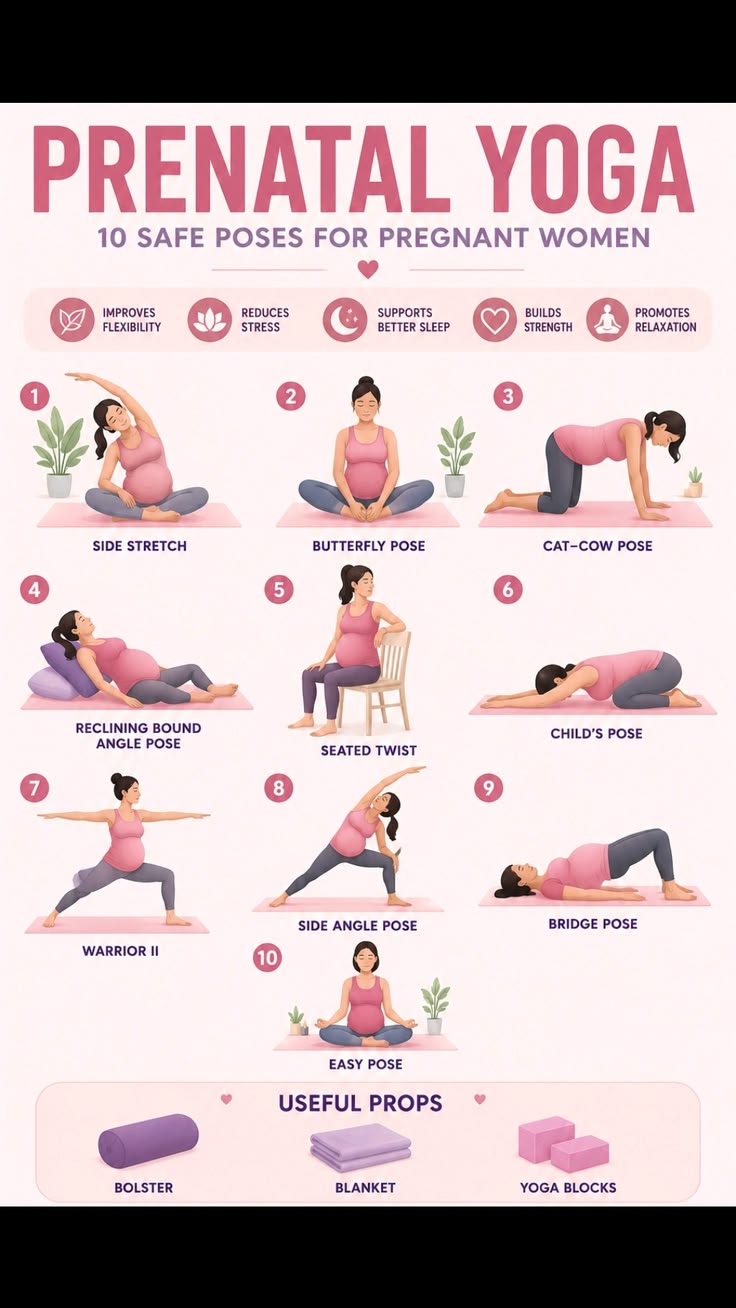 PRENATAL YOGA
10 SAFE POSES FOR PREGNANT WOMEN
IMPROVES
FLEXIBILITY
REDUCES
STRESS
SUPPORTS
BETTER SLEEP
BUILDS
STRENGTH
PROMOTES
RELAXATION
1
SIDE STRETCH
2
BUTTERFLY POSE
3
CAT–COW POSE
4
RECLINING BOUND
ANGLE POSE
5
SEATED TWIST
6
CHILD'S POSE
7
WARRIOR II
8
SIDE ANGLE POSE
9
BRIDGE POSE
10
EASY POSE
USEFUL PROPS
BOLSTER
BLANKET
YOGA BLOCKS